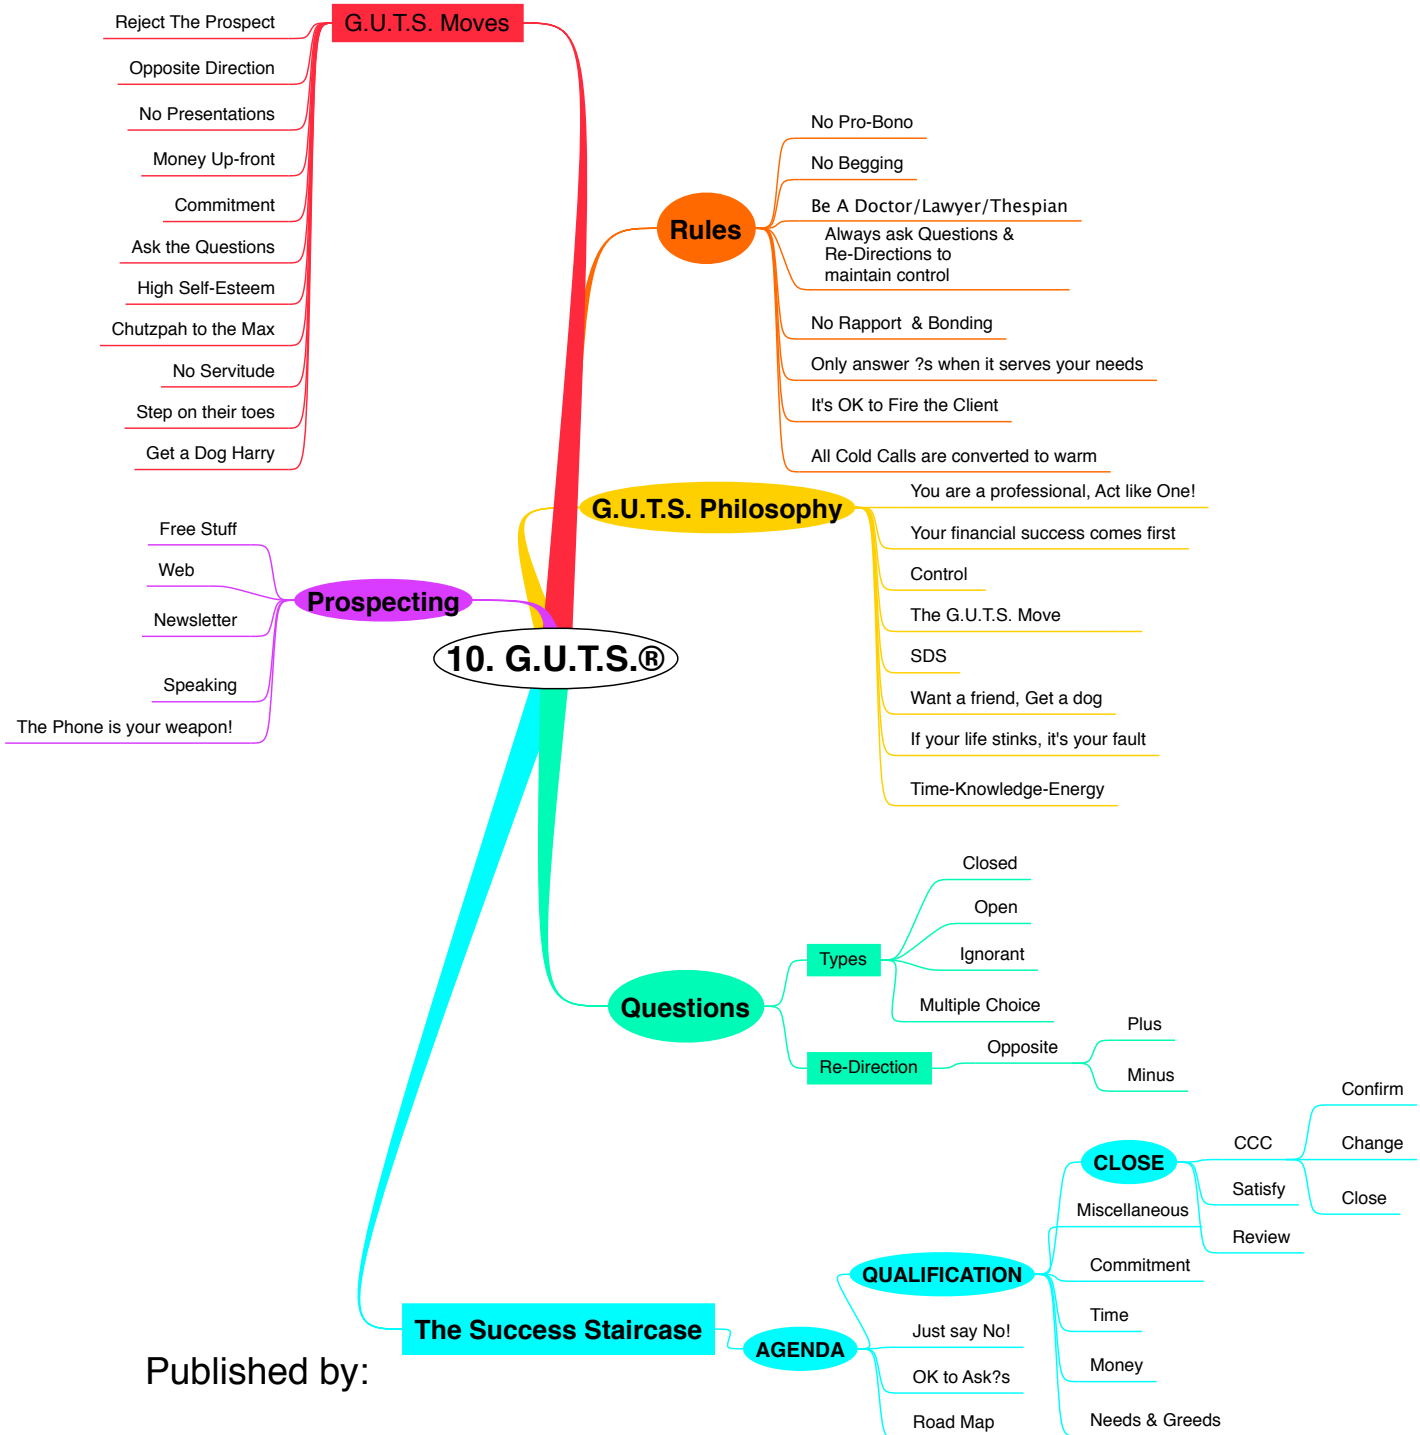 G.U.T.S. Moves
Reject The Prospect
Opposite Direction
No Presentations
Money Up-front
Commitment
Ask the Questions
High Self-Esteem
Chutzpah to the Max
No Servitude
Step on their toes
Get a Dog Harry
Rules
No Pro-Bono
No Begging
Be A Doctor/Lawyer/Thespian
Always ask Questions &
Re-Directions to
maintain control
No Rapport & Bonding
Only answer ?s when it serves your needs
It's OK to Fire the Client
All Cold Calls are converted to warm
G.U.T.S. Philosophy
You are a professional, Act like One!
Your financial success comes first
Control
The G.U.T.S. Move
SDS
Want a friend, Get a dog
If your life stinks, it's your fault
Time-Knowledge-Energy
Prospecting
Free Stuff
Web
Newsletter
Speaking
The Phone is your weapon!
10. G.U.T.S.®
Questions
Types
Closed
Open
Ignorant
Multiple Choice
Re-Direction
Opposite
Plus
Minus
The Success Staircase
AGENDA
QUALIFICATION
CLOSE
CCC
Confirm
Change
Close
Satisfy
Review
Miscellaneous
Commitment
Time
Money
Needs & Greeds
Just say No!
OK to Ask?s
Road Map
Published by: